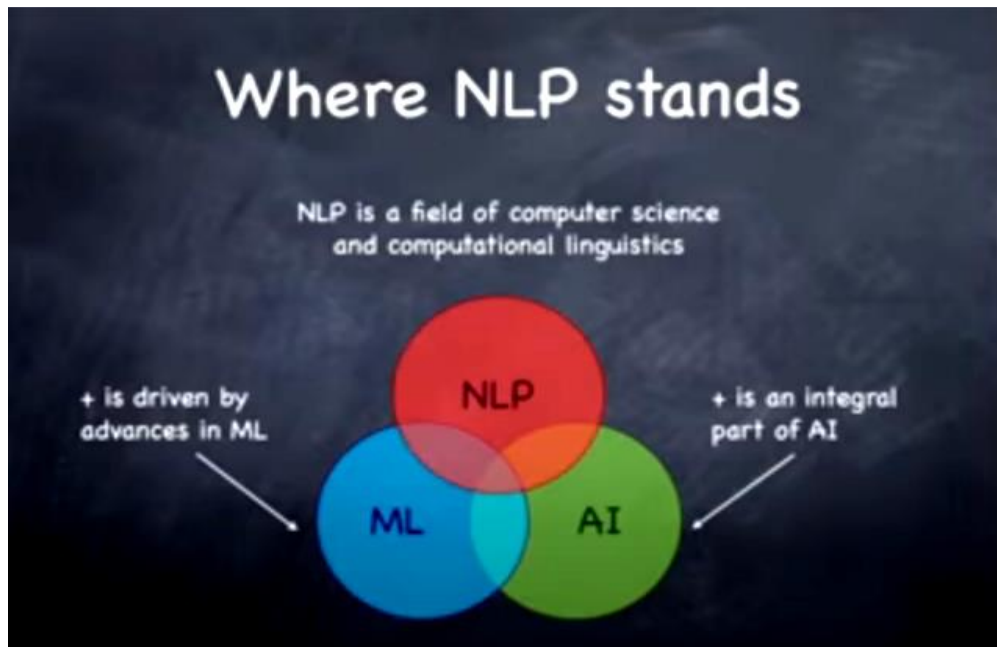 Where NLP stands
NLP is a field of computer science
and computational linguistics
NLP
+ is driven by
advances in ML
+ is an integral
part of AI
ML
AI